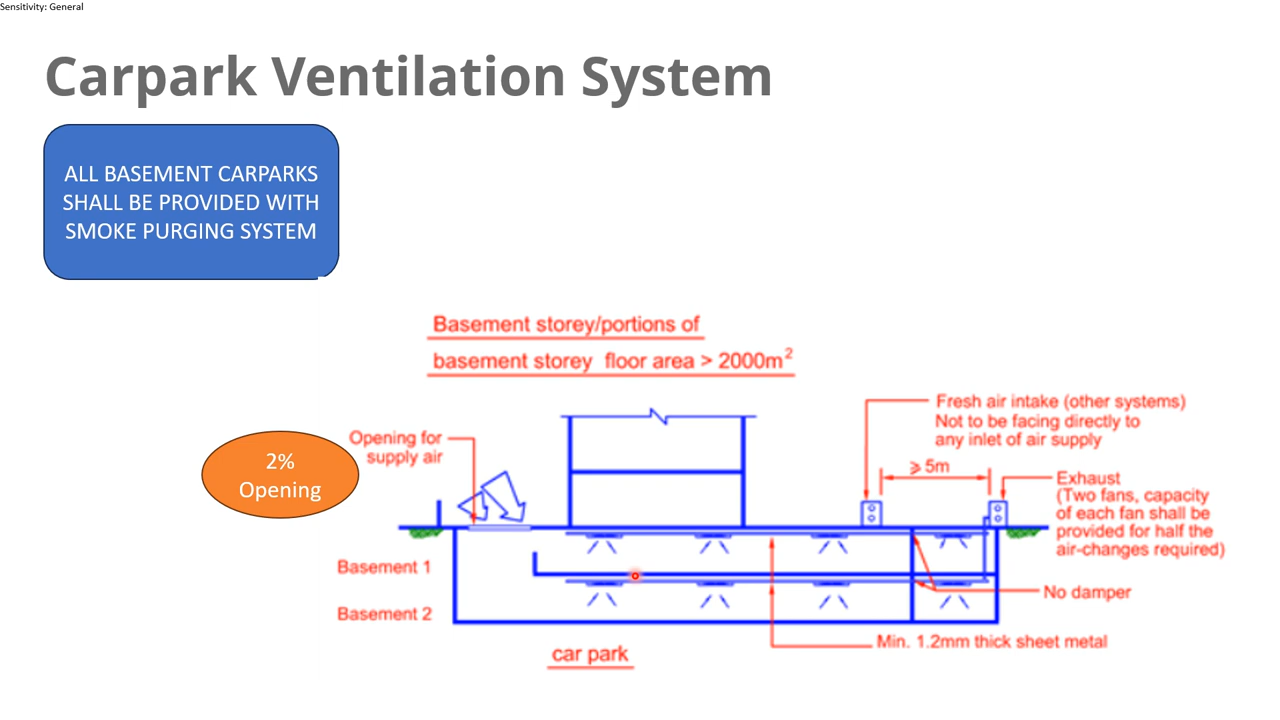 Sensitivity: General
Carpark Ventilation System
ALL BASEMENT CARPARKS
SHALL BE PROVIDED WITH
SMOKE PURGING SYSTEM
Basement storey/portions of
basement storey floor area > 2000m²
2%
Opening
Opening for
supply air
Fresh air intake (other systems)
Not to be facing directly to
any inlet of air supply
⩾ 5m
Exhaust
(Two fans, capacity
of each fan shall be
provided for half the
air-changes required)
Basement 1
No damper
Basement 2
Min. 1.2mm thick sheet metal
car park